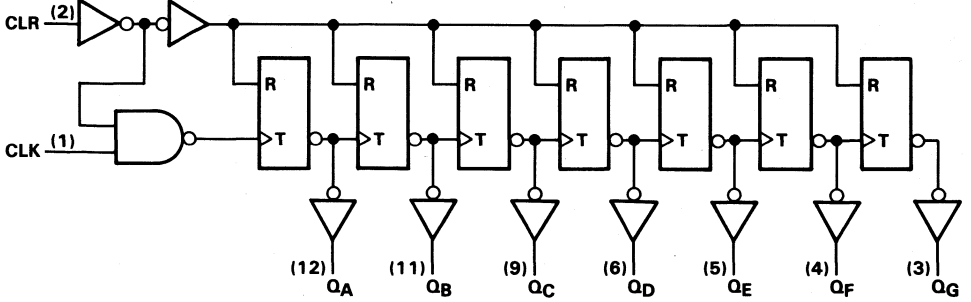 CLR (2)
R R R R R R R
CLK (1)
T T T T T T T
(12) (11) (9) (6) (5) (4) (3)
QA QB QC QD QE QF QG